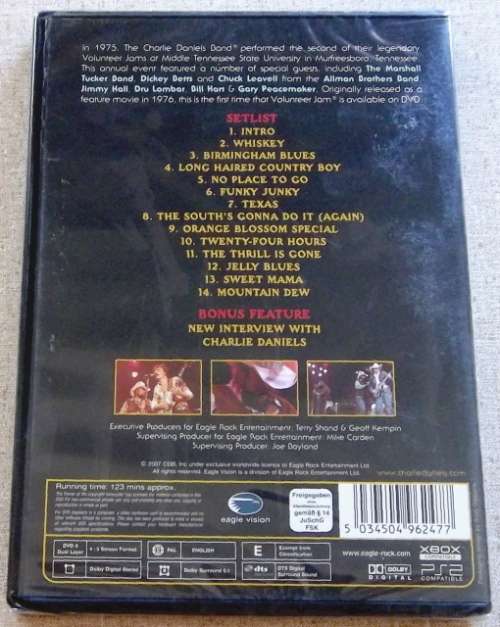 In 1975, The Charlie Daniels Band® performed the second of their legendary
Volunteer Jams at Middle Tennessee State University in Murfreesboro, Tennessee.
This annual event featured a number of special guests, including The Marshall
Tucker Band, Dickey Betts and Chuck Leavell from the Allman Brothers Band,
Jimmy Hall, Dru Lombar, Bill Hart & Gary Peacemaker. Originally released as a
feature movie in 1976, this is the first time that Volunteer Jam® is available on DVD
SETLIST
1. INTRO
2. WHISKEY
3. BIRMINGHAM BLUES
4. LONG HAIRED COUNTRY BOY
5. NO PLACE TO GO
6. FUNKY JUNKY
7. TEXAS
8. THE SOUTH'S GONNA DO IT (AGAIN)
9. ORANGE BLOSSOM SPECIAL
10. TWENTY-FOUR HOURS
11. THE THRILL IS GONE
12. JELLY BLUES
13. SWEET MAMA
14. MOUNTAIN DEW
BONUS FEATURE
NEW INTERVIEW WITH
CHARLIE DANIELS
Executive Producers for Eagle Rock Entertainment: Terry Shand & Geoff Kempin
Supervising Producer for Eagle Rock Entertainment: Mike Carden
Supervising Producer: Joe Dayland
© 2007 CDB, Inc under exclusive worldwide licence to Eagle Rock Entertainment Ltd.
All rights reserved. Eagle Vision is a division of Eagle Rock Entertainment Ltd.
www.charliedaniels.com
Running time: 123 mins approx.
eagle vision
Freigegeben
gemäß § 14
JuSchG
FSK
5 034504 962477
DVD 9
Dual Layer
4:3 Screen Format
PAL
ENGLISH
E
Exempt from
Classification
Dolby Digital Stereo
Dolby Surround 5.1
dts
DTS Digital
Surround Sound
www.eagle-rock.com
DOLBY
DIGITAL
XBOX
COMPATIBLE
PS2
COMPATIBLE